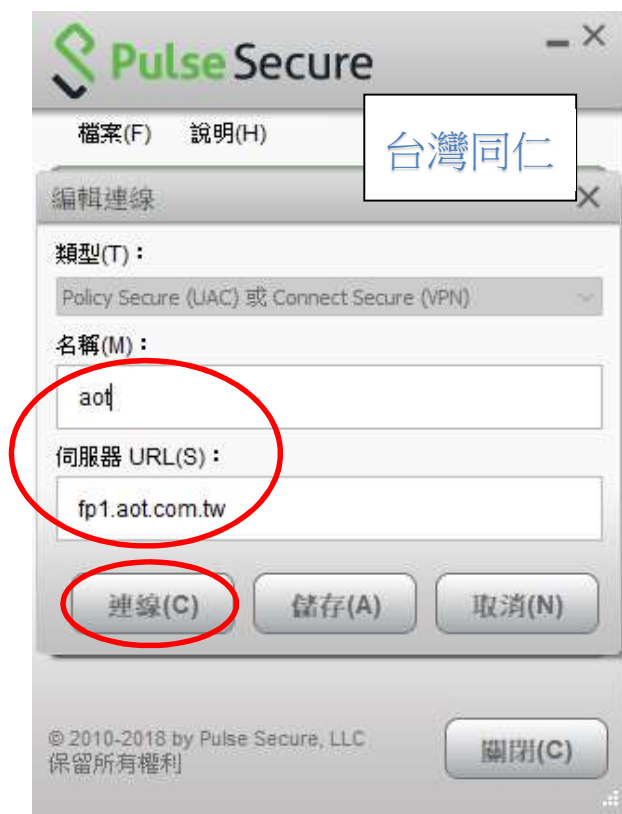 Pulse Secure
檔案(F) 說明(H)
台灣同仁
編輯連線
類型(T)：
Policy Secure (UAC) 或 Connect Secure (VPN)
名稱(M)：
aot
伺服器 URL(S)：
fp1.aot.com.tw
連線(C) 儲存(A) 取消(N)
© 2010-2018 by Pulse Secure, LLC
保留所有權利
關閉(C)